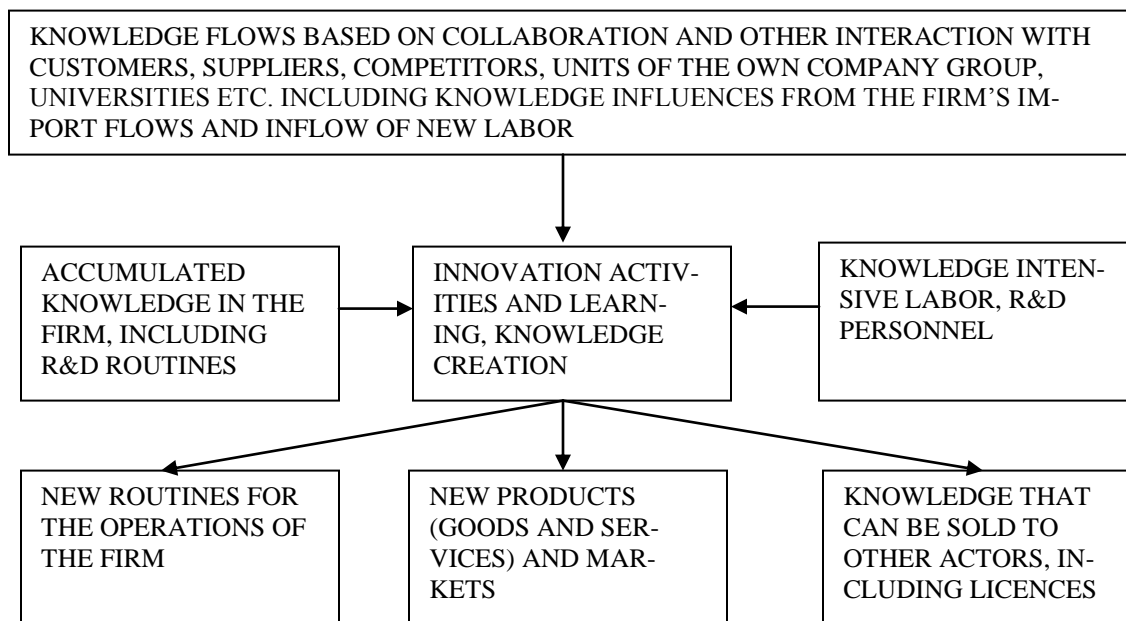 KNOWLEDGE FLOWS BASED ON COLLABORATION AND OTHER INTERACTION WITH
CUSTOMERS, SUPPLIERS, COMPETITORS, UNITS OF THE OWN COMPANY GROUP,
UNIVERSITIES ETC. INCLUDING KNOWLEDGE INFLUENCES FROM THE FIRM'S IM-
PORT FLOWS AND INFLOW OF NEW LABOR
ACCUMULATED
KNOWLEDGE IN THE
FIRM, INCLUDING
R&D ROUTINES
INNOVATION ACTIV-
ITIES AND LEARN-
ING, KNOWLEDGE
CREATION
KNOWLEDGE INTEN-
SIVE LABOR, R&D
PERSONNEL
NEW ROUTINES FOR
THE OPERATIONS OF
THE FIRM
NEW PRODUCTS
(GOODS AND SER-
VICES) AND MAR-
KETS
KNOWLEDGE THAT
CAN BE SOLD TO
OTHER ACTORS, IN-
CLUDING LICENCES